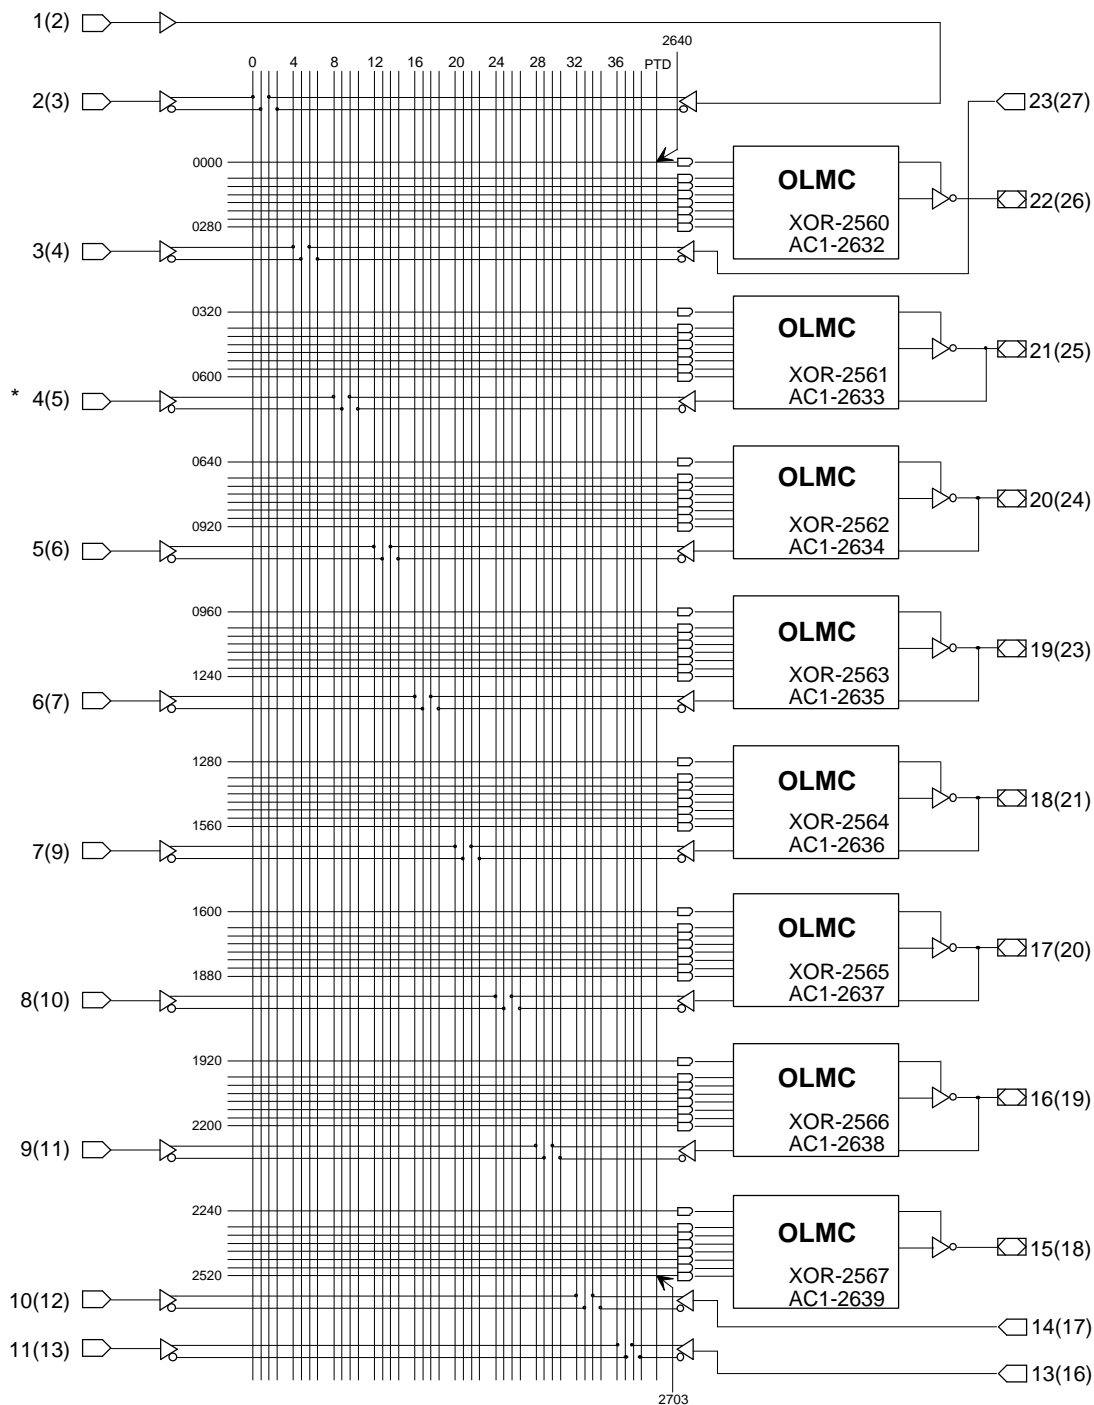 1(2)
2640
0 4 8 12 16 20 24 28 32 36 PTD
2(3)
23(27)
0000
OLMC
22(26)
XOR-2560
0280
AC1-2632
3(4)
0320
OLMC
21(25)
XOR-2561
0600
AC1-2633
* 4(5)
0640
OLMC
20(24)
XOR-2562
0920
AC1-2634
5(6)
0960
OLMC
19(23)
XOR-2563
1240
AC1-2635
6(7)
1280
OLMC
18(21)
XOR-2564
1560
AC1-2636
7(9)
1600
OLMC
17(20)
XOR-2565
1880
AC1-2637
8(10)
1920
OLMC
16(19)
XOR-2566
2200
AC1-2638
9(11)
2240
OLMC
15(18)
XOR-2567
2520
AC1-2639
10(12)
14(17)
11(13)
13(16)
2703